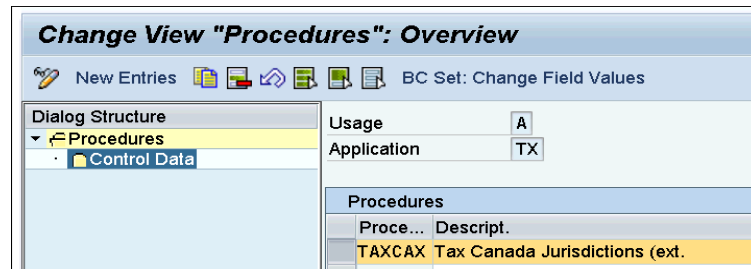 Change View "Procedures": Overview
New Entries BC Set: Change Field Values
Dialog Structure
Procedures
Control Data
Usage A
Application TX
Procedures
Proce... Descript.
TAXCAX Tax Canada Jurisdictions (ext.